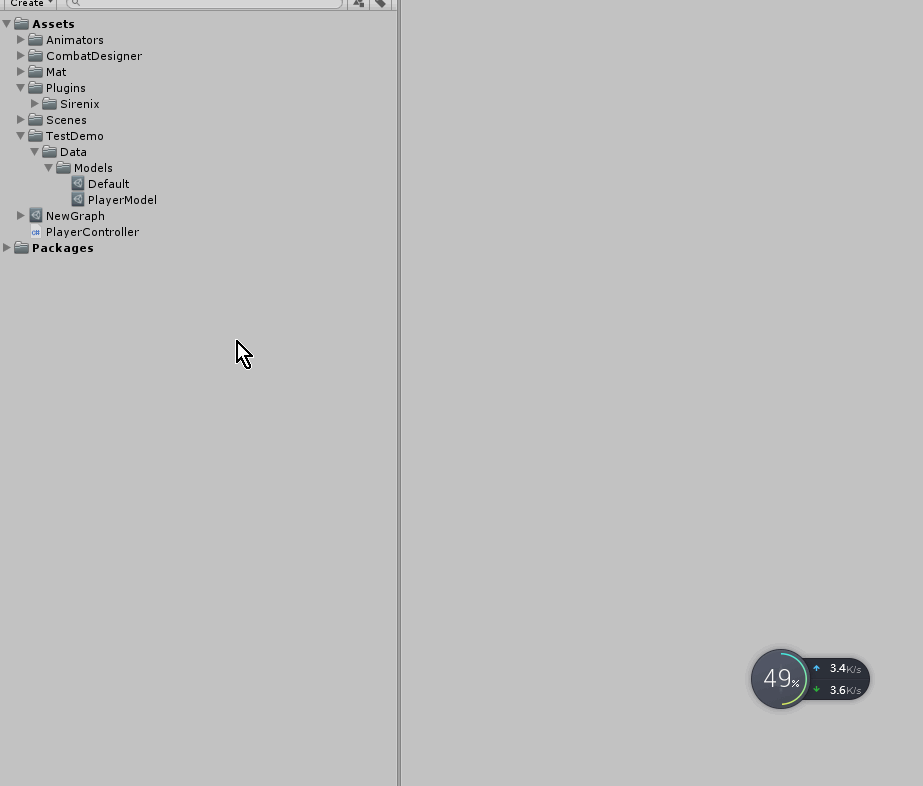 Create
Assets
Animators
CombatDesigner
Mat
Plugins
Sirenix
Scenes
TestDemo
Data
Models
Default
PlayerModel
NewGraph
c#
PlayerController
Packages
49%
3.4K/s
3.6K/s